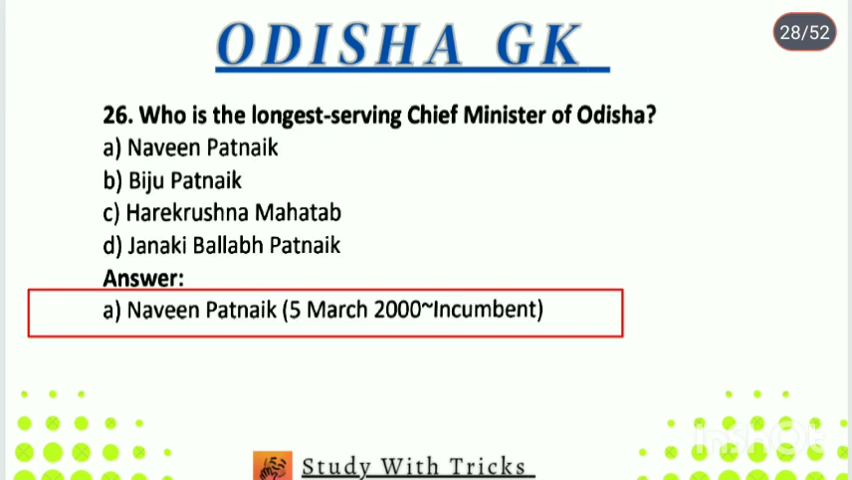 ODISHA GK
28/52
26. Who is the longest-serving Chief Minister of Odisha?
a) Naveen Patnaik
b) Biju Patnaik
c) Harekrushna Mahatab
d) Janaki Ballabh Patnaik
Answer:
a) Naveen Patnaik (5 March 2000~Incumbent)
InShOt
Study With Tricks